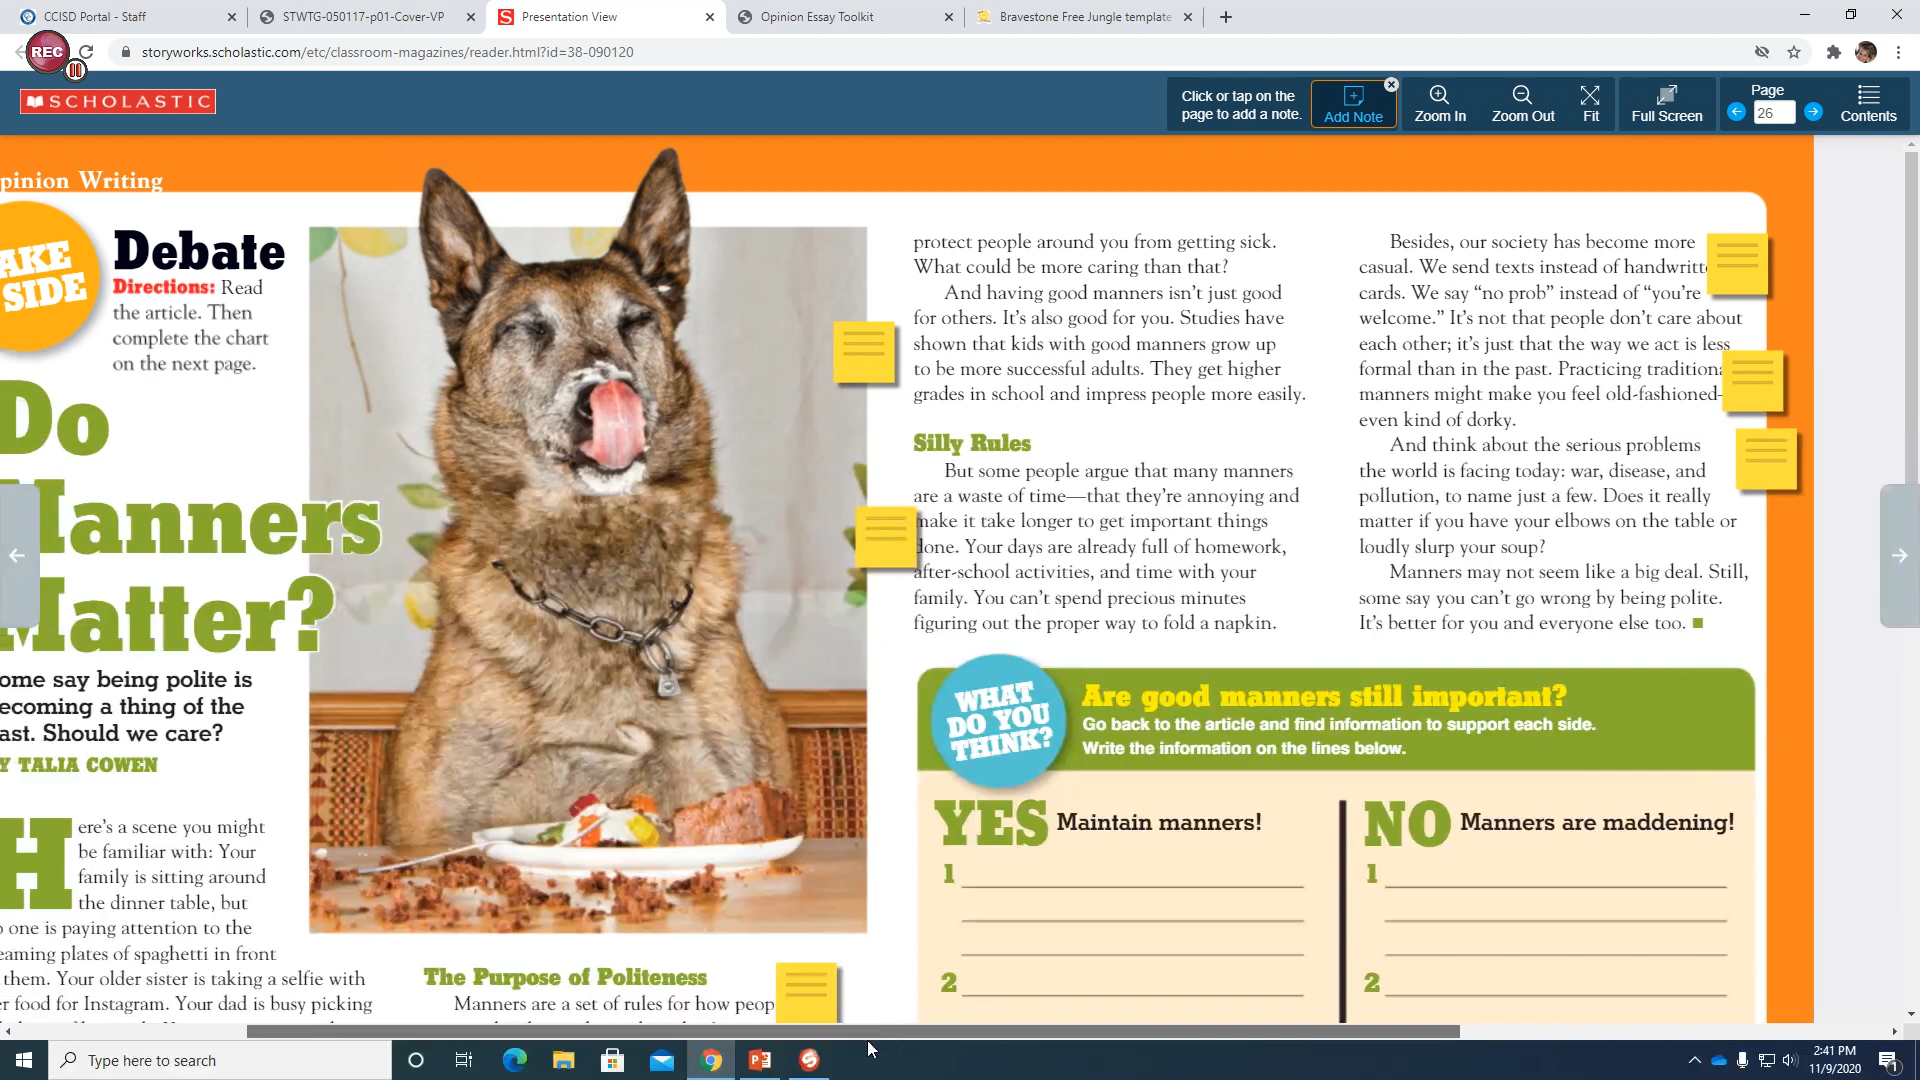 CCISD Portal - Staff
STWTG-050117-p01-Cover-VP
Presentation View
Opinion Essay Toolkit
Bravestone Free Jungle template
REC
storyworks.scholastic.com/etc/classroom-magazines/reader.html?id=38-090120
SCHOLASTIC
Click or tap on the
page to add a note.
Add Note
Zoom In
Zoom Out
Fit
Full Screen
Page
26
Contents
pinion Writing
AKE
SIDE
Debate
Directions: Read
the article. Then
complete the chart
on the next page.
Do
Manners
Matter?
ome say being polite is
ecoming a thing of the
ast. Should we care?
Y TALIA COWEN
Here's a scene you might
be familiar with: Your
family is sitting around
the dinner table, but
o one is paying attention to the
eaming plates of spaghetti in front
them. Your older sister is taking a selfie with
er food for Instagram. Your dad is busy picking
The Purpose of Politeness
Manners are a set of rules for how peop
protect people around you from getting sick.
What could be more caring than that?
And having good manners isn't just good
for others. It's also good for you. Studies have
shown that kids with good manners grow up
to be more successful adults. They get higher
grades in school and impress people more easily.
Silly Rules
But some people argue that many manners
are a waste of time—that they're annoying and
make it take longer to get important things
done. Your days are already full of homework,
after-school activities, and time with your
family. You can't spend precious minutes
figuring out the proper way to fold a napkin.
Besides, our society has become more
casual. We send texts instead of handwritt
cards. We say “no prob” instead of “you're
welcome.” It's not that people don't care about
each other; it's just that the way we act is less
formal than in the past. Practicing traditiona
manners might make you feel old-fashioned—
even kind of dorky.
And think about the serious problems
the world is facing today: war, disease, and
pollution, to name just a few. Does it really
matter if you have your elbows on the table or
loudly slurp your soup?
Manners may not seem like a big deal. Still,
some say you can't go wrong by being polite.
It's better for you and everyone else too.
WHAT
DO YOU
THINK?
Are good manners still important?
Go back to the article and find information to support each side.
Write the information on the lines below.
YES Maintain manners!
1
2
NO Manners are maddening!
1
2
Type here to search
2:41 PM
11/9/2020
1